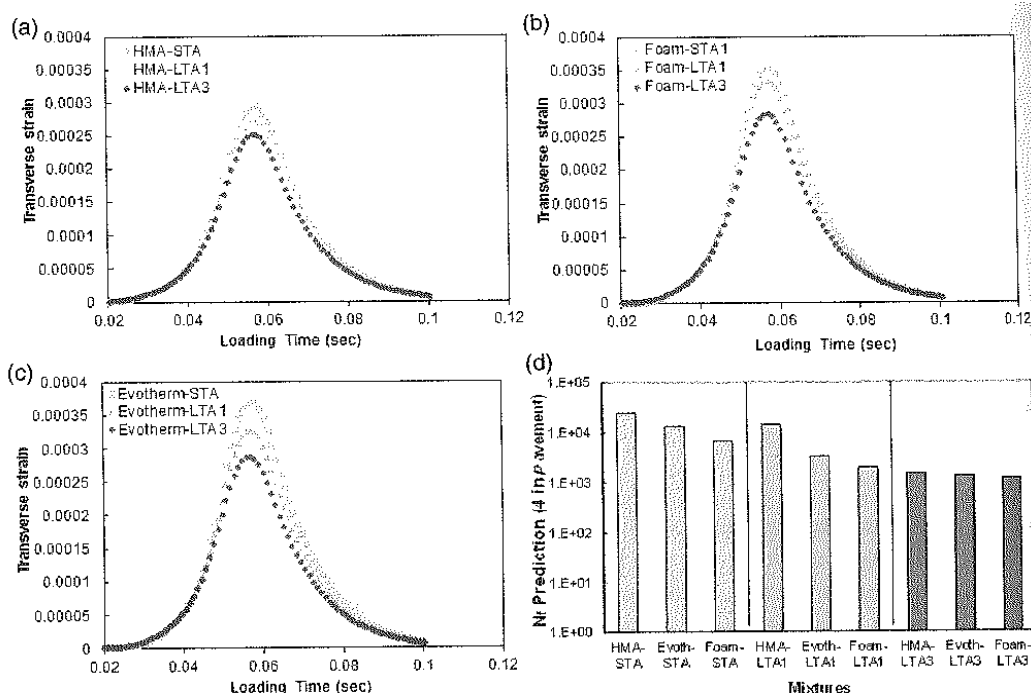 (a)
0.0004
0.00035
0.0003
0.00025
0.0002
0.00015
0.0001
0.00005
0
Transverse strain
HMA-STA
HMA-LTA1
HMA-LTA3
0.02 0.04 0.06 0.08 0.1 0.12
Loading Time (sec)
(b)
0.0004
0.00035
0.0003
0.00025
0.0002
0.00015
0.0001
0.00005
0
Transverse strain
Foam-STA1
Foam-LTA1
Foam-LTA3
0.02 0.04 0.06 0.08 0.1 0.12
Loading Time (sec)
(c)
0.0004
0.00035
0.0003
0.00025
0.0002
0.00015
0.0001
0.00005
0
Transverse strain
Evotherm-STA
Evotherm-LTA1
Evotherm-LTA3
0.02 0.04 0.06 0.08 0.1 0.12
Loading Time (sec)
(d)
1.E+05
1.E+04
1.E+03
1.E+02
1.E+01
1.E+00
Nf Prediction (4 in Pavement)
HMA- Evoth- Foam- HMA- Evoth- Foam- HMA- Evoth- Foam-
STA STA STA LTA1 LTA1 LTA1 LTA3 LTA3 LTA3
Mixtures